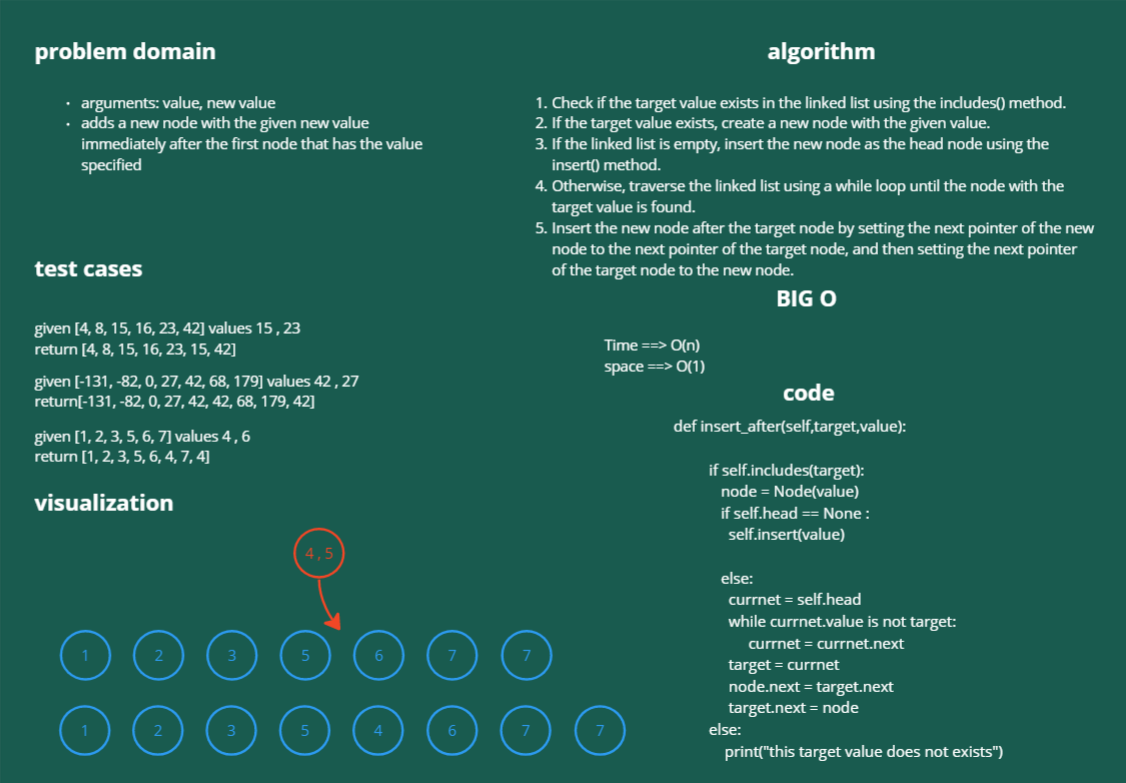 problem domain
· arguments: value, new value
· adds a new node with the given new value
immediately after the first node that has the value
specified
test cases
given [4, 8, 15, 16, 23, 42] values 15 , 23
return [4, 8, 15, 16, 23, 15, 42]
given [-131, -82, 0, 27, 42, 68, 179] values 42 , 27
return[-131, -82, 0, 27, 42, 42, 68, 179, 42]
given [1, 2, 3, 5, 6, 7] values 4 , 6
return [1, 2, 3, 5, 6, 4, 7, 4]
visualization
4 , 5
1 2 3 5 6 7 7
1 2 3 5 4 6 7 7
algorithm
1. Check if the target value exists in the linked list using the includes() method.
2. If the target value exists, create a new node with the given value.
3. If the linked list is empty, insert the new node as the head node using the
insert() method.
4. Otherwise, traverse the linked list using a while loop until the node with the
target value is found.
5. Insert the new node after the target node by setting the next pointer of the new
node to the next pointer of the target node, and then setting the next pointer
of the target node to the new node.
BIG O
Time ==> O(n)
space ==> O(1)
code
def insert_after(self,target,value):
if self.includes(target):
node = Node(value)
if self.head == None :
self.insert(value)
else:
currnet = self.head
while currnet.value is not target:
currnet = currnet.next
target = currnet
node.next = target.next
target.next = node
else:
print("this target value does not exists")